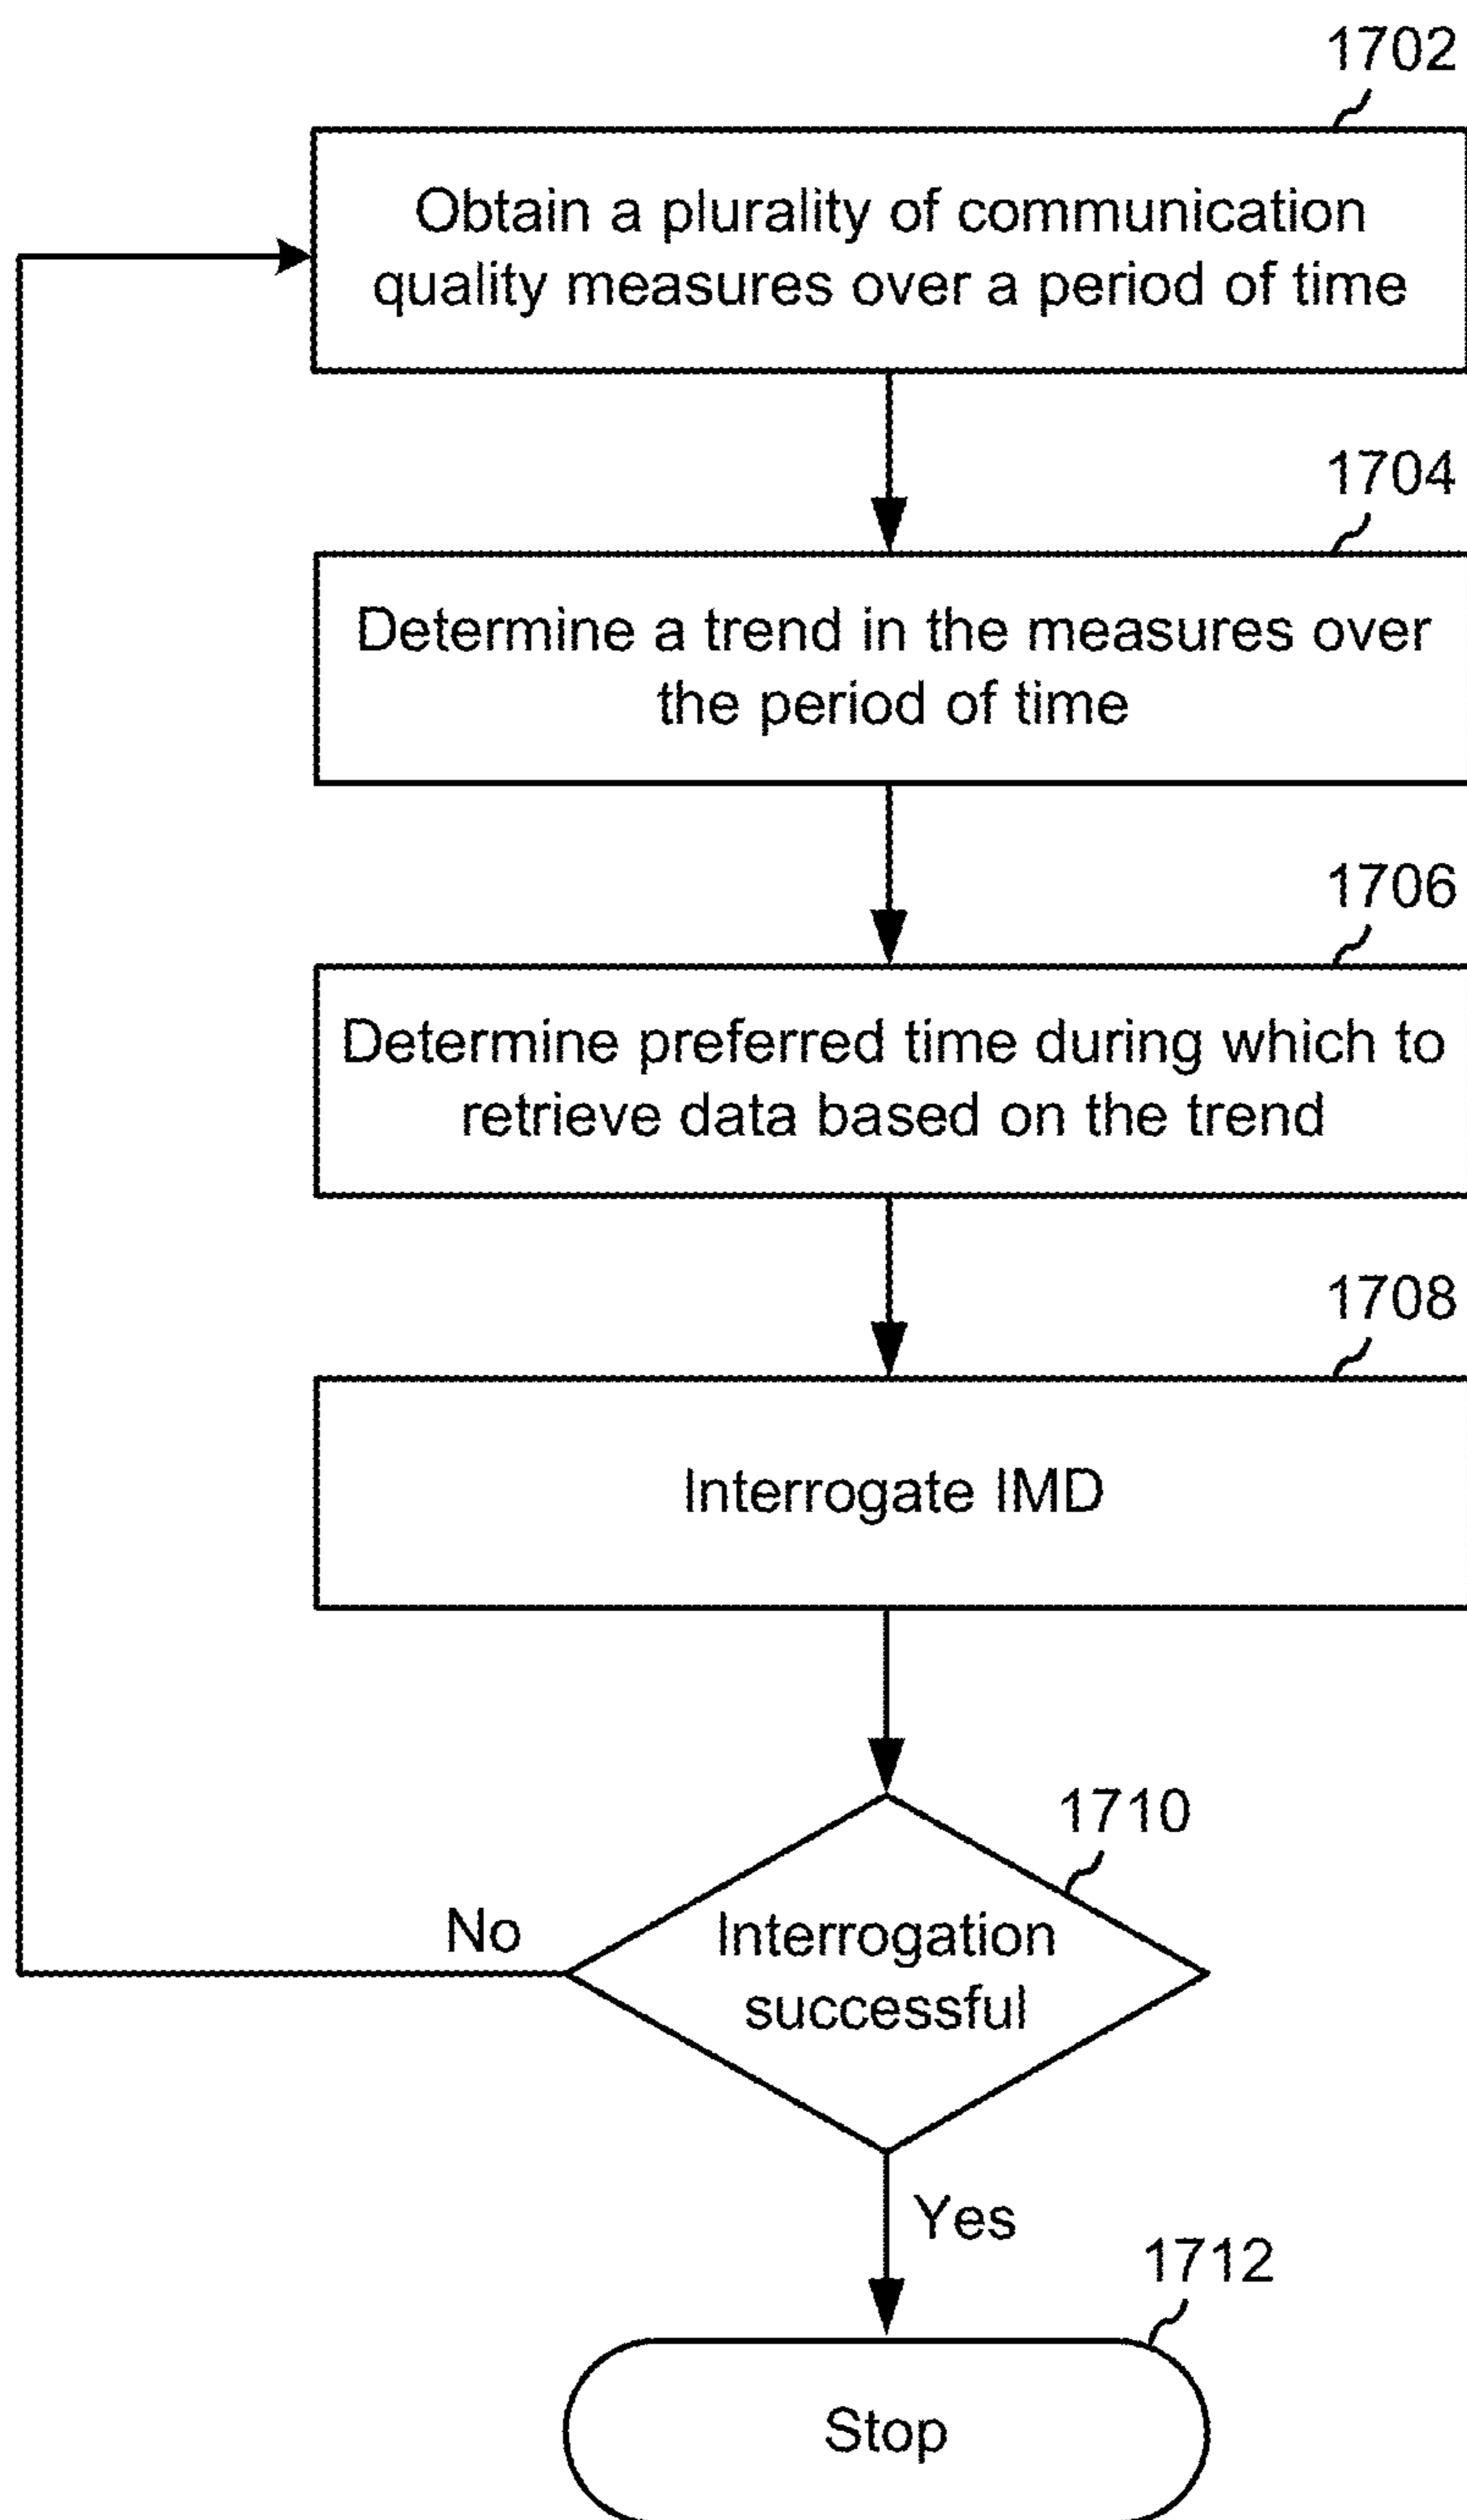 1702
Obtain a plurality of communication
quality measures over a period of time
1704
Determine a trend in the measures over
the period of time
1706
Determine preferred time during which to
retrieve data based on the trend
1708
Interrogate IMD
1710
Interrogation
successful
No
Yes
1712
Stop